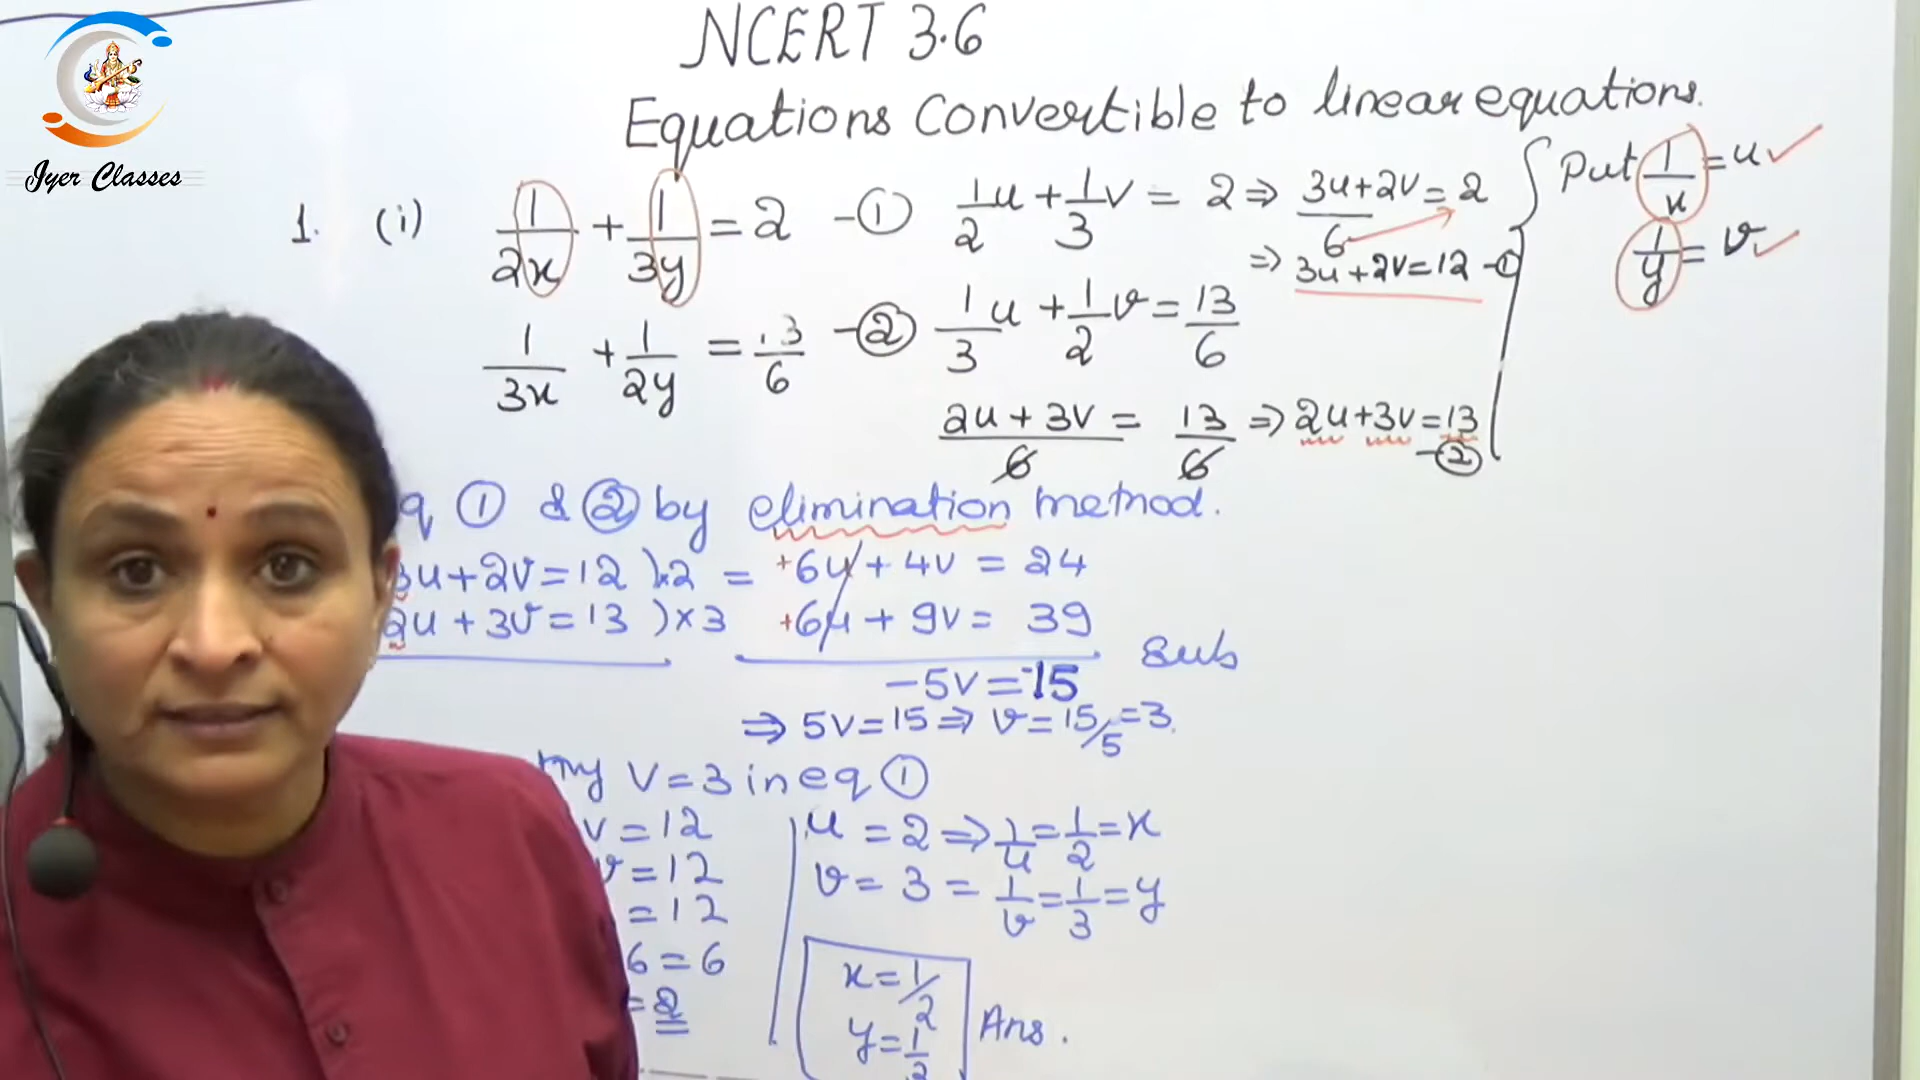 Iyer Classes
NCERT 3.6
Equations Convertible to linear equations.
1. (i) 1/2x + 1/3y = 2 -① 1/2 u + 1/3 v = 2 ⇒ 3u+2v/6 = 2
⇒ 3u+2v=12 -①
Put 1/x = u
1/y = v
1/3x + 1/2y = 13/6 -② 1/3 u + 1/2 v = 13/6
2u + 3v/6 = 13/6 ⇒ 2u+3v=13 -②
q ① & ② by elimination method.
3u+2v=12 )×2 = +6u + 4v = 24
2u + 3v = 13 )×3 +6u + 9v = 39
sub
-5v = -15
⇒ 5v=15 ⇒ v = 15/5 = 3.
v=3 in eq ①
v = 12
v = 12
= 12
6 = 6
= 2
u = 2 ⇒ 1/u = 1/2 = x
v = 3 = 1/v = 1/3 = y
x = 1/2
y = 1/3
Ans.